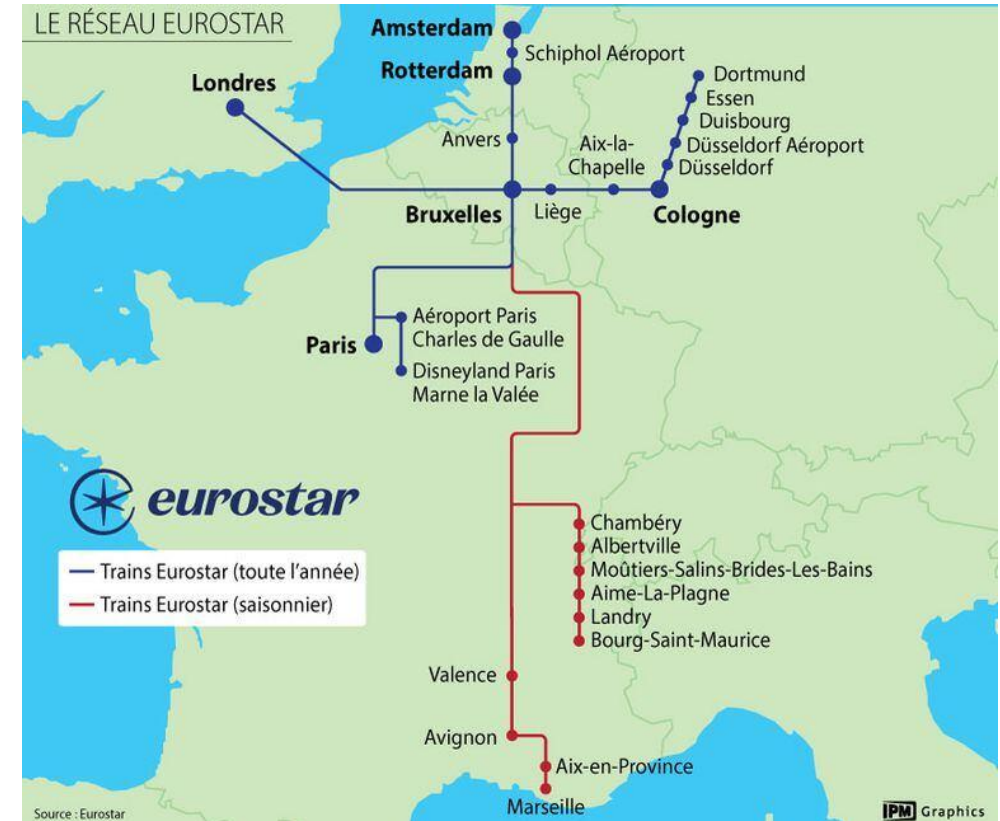 LE RÉSEAU EUROSTAR
Amsterdam
Schiphol Aéroport
Rotterdam
Londres
Dortmund
Essen
Duisbourg
Düsseldorf Aéroport
Düsseldorf
Anvers
Aix-la-
Chapelle
Bruxelles
Liège
Cologne
Aéroport Paris
Charles de Gaulle
Paris
Disneyland Paris
Marne la Valée
eurostar
Trains Eurostar (toute l'année)
Trains Eurostar (saisonnier)
Chambéry
Albertville
Moûtiers-Salins-Brides-Les-Bains
Aime-La-Plagne
Landry
Bourg-Saint-Maurice
Valence
Avignon
Aix-en-Province
Marseille
Source : Eurostar
IPM Graphics